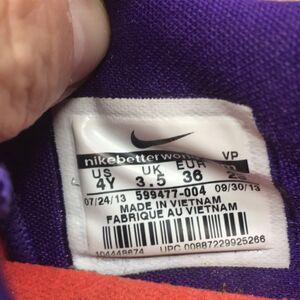 nikebetterwor
US UK EUR VP
4Y 3.5 36
07/24/13 599477-004 09/30/13
MADE IN VIETNAM
FABRIQUE AU VIETNAM
104448674 UPC 00887229925266